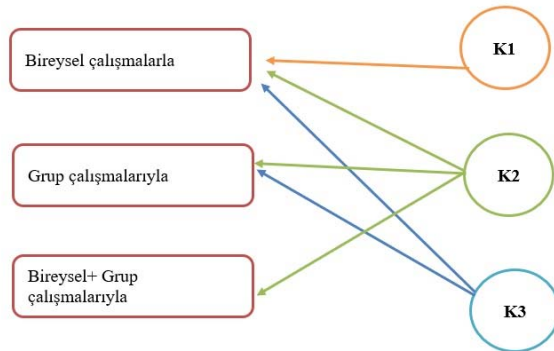 Bireysel çalışmalarla
K1
Grup çalışmalarıyla
K2
Bireysel+ Grup
çalışmalarıyla
K3